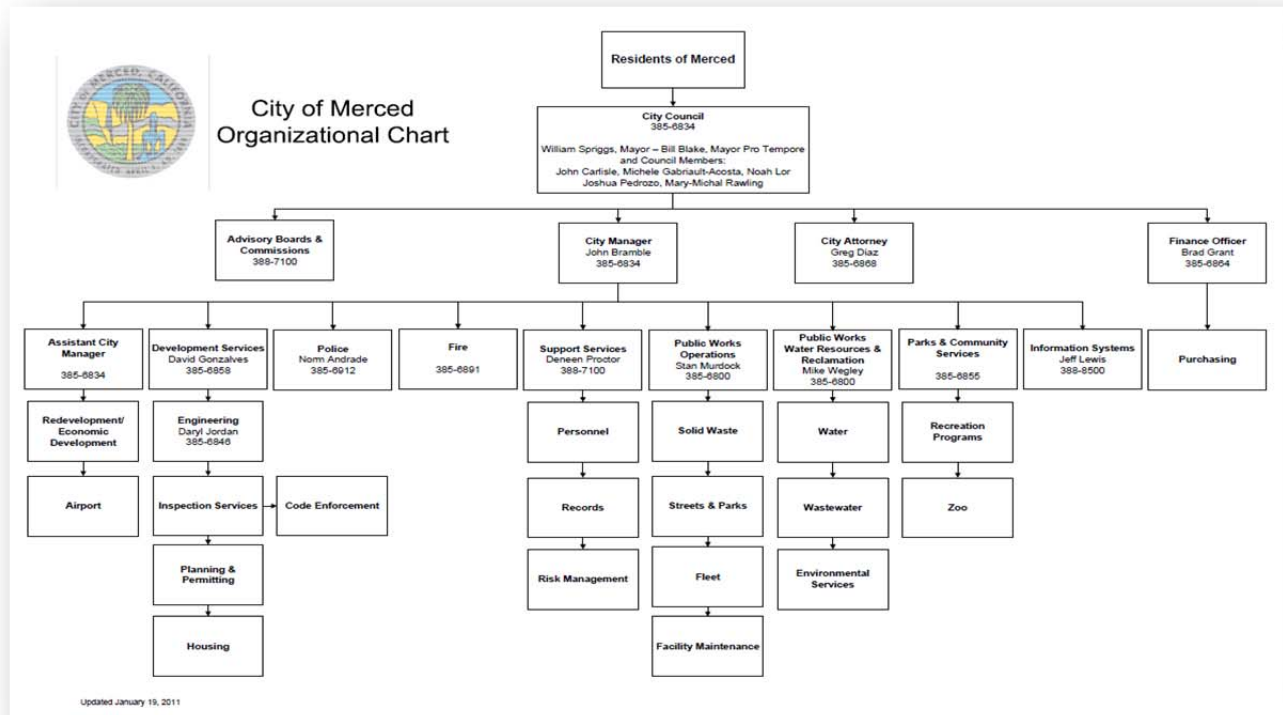 City of Merced
Organizational Chart
Residents of Merced
City Council
385-6834
William Spriggs, Mayor – Bill Blake, Mayor Pro Tempore
and Council Members:
John Carlisle, Michele Gabriault-Acosta, Noah Lor
Joshua Pedrozo, Mary-Michal Rawling
Advisory Boards &
Commissions
388-7100
City Manager
John Bramble
385-6834
City Attorney
Greg Diaz
385-6868
Finance Officer
Brad Grant
385-6864
Assistant City
Manager
385-6834
Development Services
David Gonzalves
385-6858
Police
Norm Andrade
385-6912
Fire
385-6891
Support Services
Deneen Proctor
388-7100
Public Works
Operations
Stan Murdock
385-6800
Public Works
Water Resources &
Reclamation
Mike Wegley
385-6800
Parks & Community
Services
385-6855
Information Systems
Jeff Lewis
388-8500
Purchasing
Redevelopment/
Economic
Development
Engineering
Daryl Jordan
385-6846
Personnel
Solid Waste
Water
Recreation
Programs
Airport
Inspection Services
Code Enforcement
Records
Streets & Parks
Wastewater
Zoo
Planning &
Permitting
Risk Management
Fleet
Environmental
Services
Housing
Facility Maintenance
Updated January 19, 2011